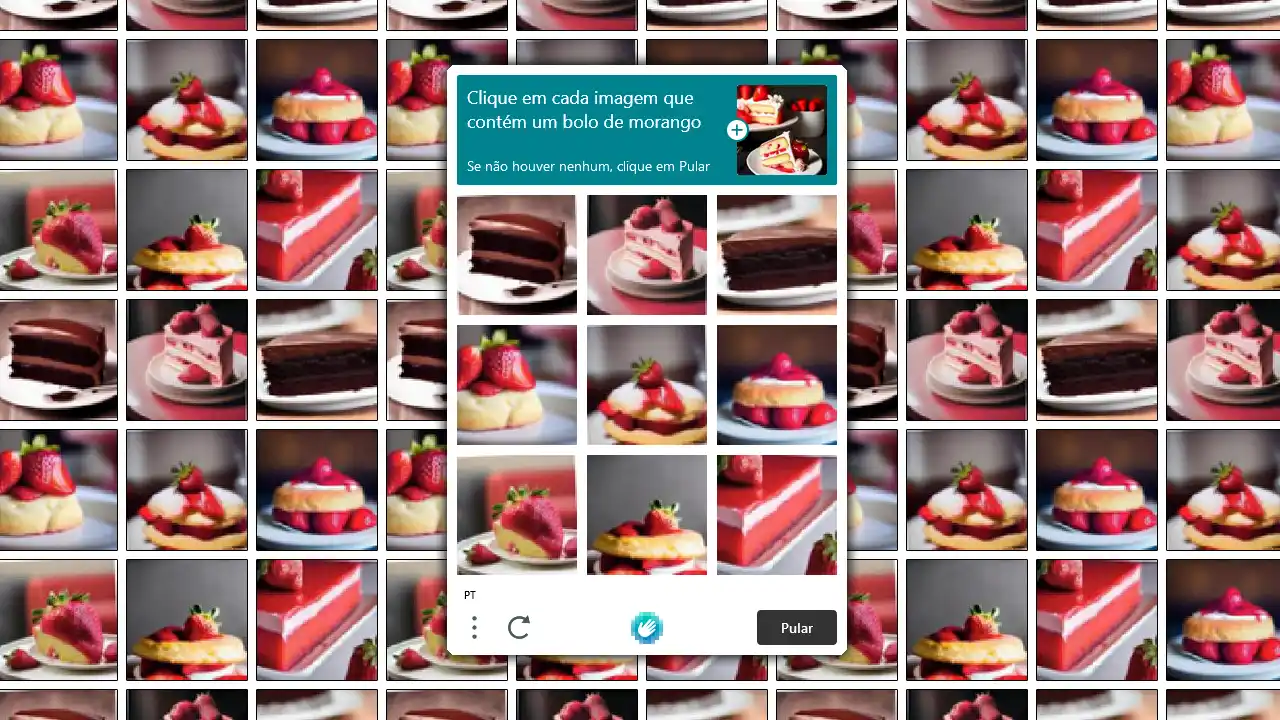 Clique em cada imagem que
contém um bolo de morango
Se não houver nenhum, clique em Pular
PT
Pular